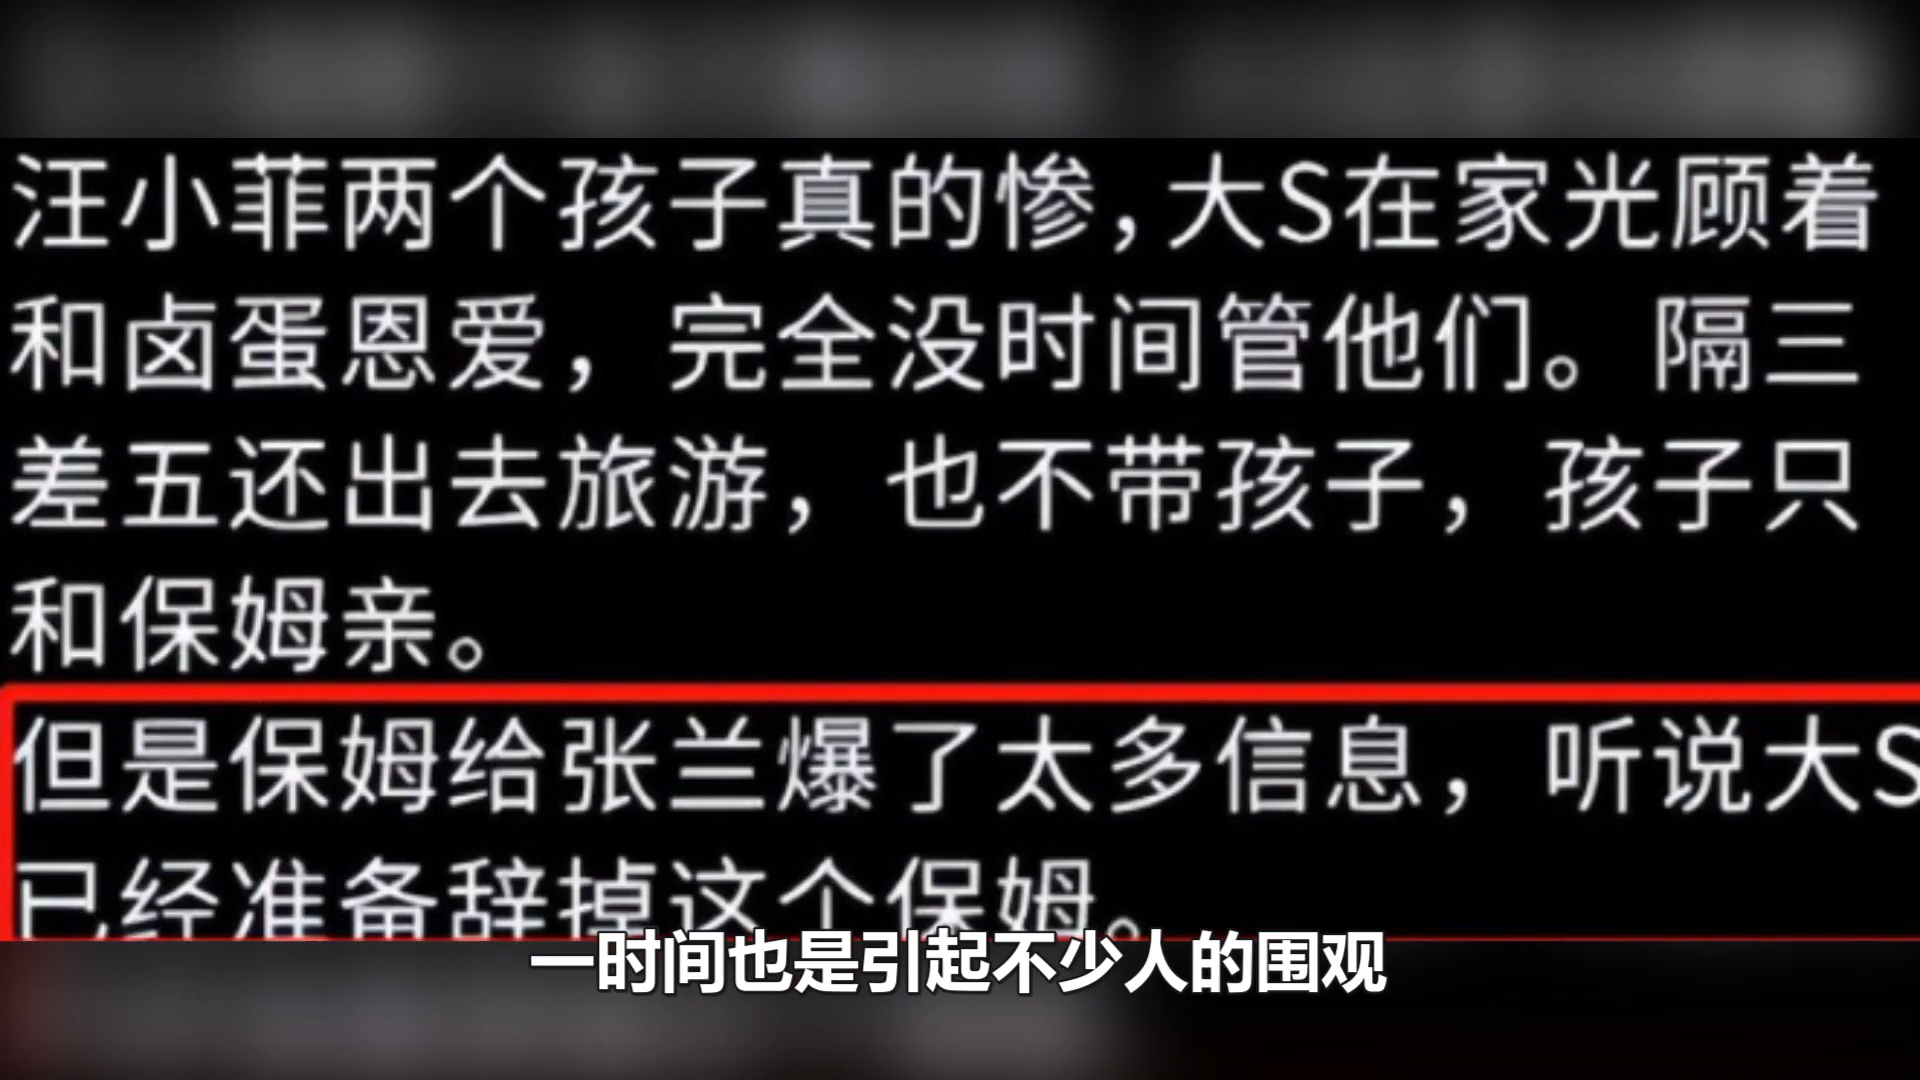 汪小菲两个孩子真的惨，大S在家光顾着
和卤蛋恩爱，完全没时间管他们。隔三
差五还出去旅游，也不带孩子，孩子只
和保姆亲。
但是保姆给张兰爆了太多信息，听说大S
已经准备辞掉这个保姆。
一时间也是引起不少人的围观